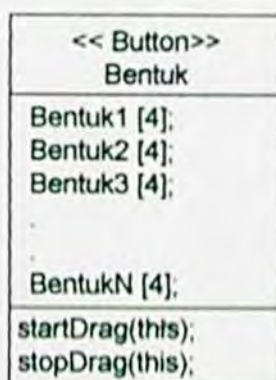 << Button>>
Bentuk
Bentuk1 [4];
Bentuk2 [4];
Bentuk3 [4];
.
.
BentukN [4];
startDrag(this);
stopDrag(this);